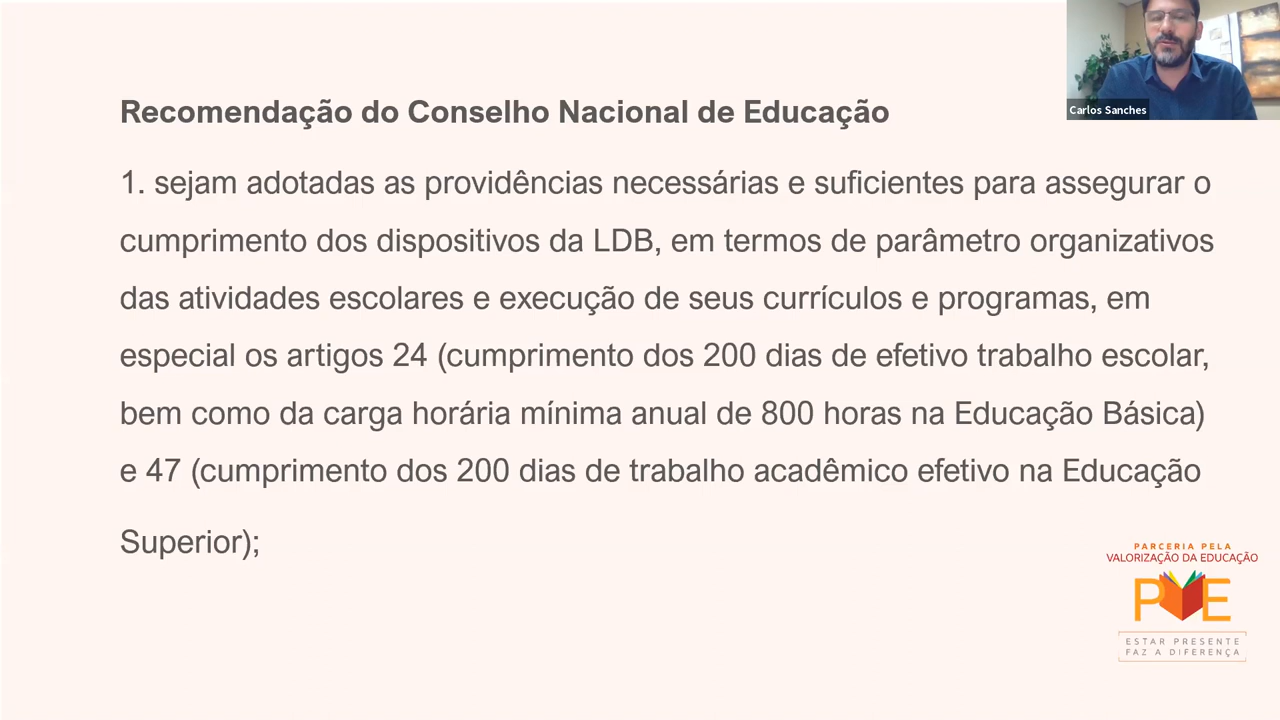 Carlos Sanches
Recomendação do Conselho Nacional de Educação
1. sejam adotadas as providências necessárias e suficientes para assegurar o
cumprimento dos dispositivos da LDB, em termos de parâmetro organizativos
das atividades escolares e execução de seus currículos e programas, em
especial os artigos 24 (cumprimento dos 200 dias de efetivo trabalho escolar,
bem como da carga horária mínima anual de 800 horas na Educação Básica)
e 47 (cumprimento dos 200 dias de trabalho acadêmico efetivo na Educação
Superior);
PARCERIA PELA
VALORIZAÇÃO DA EDUCAÇÃO
PVE
ESTAR PRESENTE
FAZ A DIFERENÇA